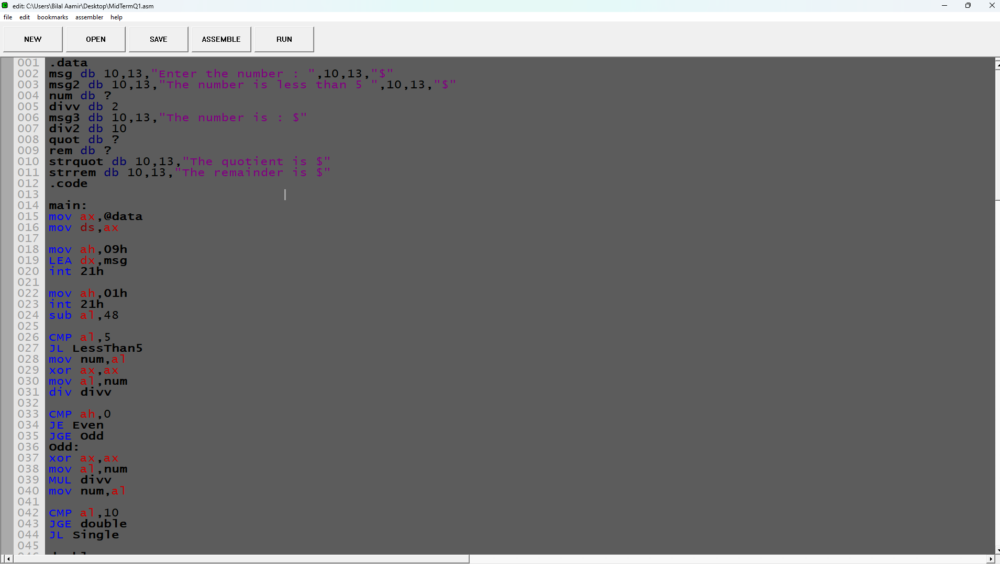 edit: C:\Users\Bilal Aamir\Desktop\MidTermQ1.asm
file edit bookmarks assembler help
NEW OPEN SAVE ASSEMBLE RUN
001 .data
002 msg db 10,13,"Enter the number : ",10,13,"$"
003 msg2 db 10,13,"The number is less than 5 ",10,13,"$"
004 num db ?
005 divv db 2
006 msg3 db 10,13,"The number is : $"
007 div2 db 10
008 quot db ?
009 rem db ?
010 strquot db 10,13,"The quotient is $"
011 strrem db 10,13,"The remainder is $"
012 .code
013
014 main:
015 mov ax,@data
016 mov ds,ax
017
018 mov ah,09h
019 LEA dx,msg
020 int 21h
021
022 mov ah,01h
023 int 21h
024 sub al,48
025
026 CMP al,5
027 JL LessThan5
028 mov num,al
029 xor ax,ax
030 mov al,num
031 div divv
032
033 CMP ah,0
034 JE Even
035 JGE Odd
036 Odd:
037 xor ax,ax
038 mov al,num
039 MUL divv
040 mov num,al
041
042 CMP al,10
043 JGE double
044 JL Single
045